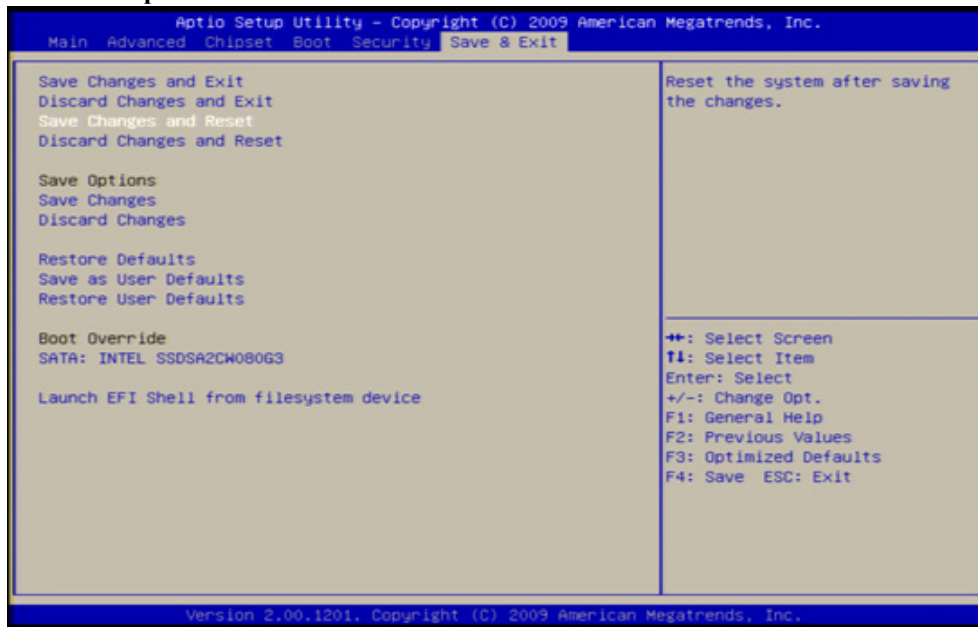 Aptio Setup Utility – Copyright (C) 2009 American Megatrends, Inc.
Main Advanced Chipset Boot Security Save & Exit
Save Changes and Exit
Discard Changes and Exit
Save Changes and Reset
Discard Changes and Reset
Save Options
Save Changes
Discard Changes
Restore Defaults
Save as User Defaults
Restore User Defaults
Boot Override
SATA: INTEL SSDSA2CW080G3
Launch EFI Shell from filesystem device
Reset the system after saving
the changes.
→←: Select Screen
↑↓: Select Item
Enter: Select
+/-: Change Opt.
F1: General Help
F2: Previous Values
F3: Optimized Defaults
F4: Save ESC: Exit
Version 2.00.1201. Copyright (C) 2009 American Megatrends, Inc.